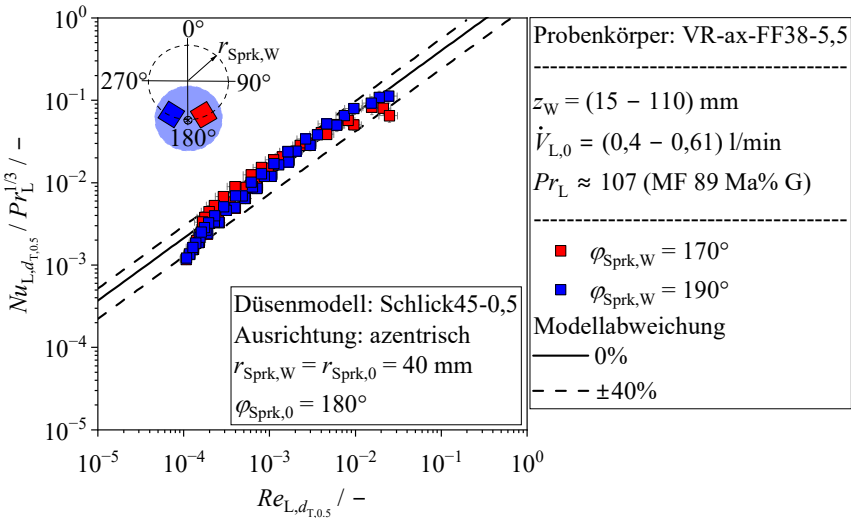 10⁰
10⁻¹
10⁻²
10⁻³
10⁻⁴
10⁻⁵
Nu_L,d_T,0.5 / Pr_L^1/3 / −
0°
r_Sprk,W
270°
90°
180°
Düsenmodell: Schlick45-0,5
Ausrichtung: azentrisch
r_Sprk,W = r_Sprk,0 = 40 mm
φ_Sprk,0 = 180°
10⁻⁵ 10⁻⁴ 10⁻³ 10⁻² 10⁻¹ 10⁰
Re_L,d_T,0.5 / −
Probenkörper: VR-ax-FF38-5,5
z_W = (15 − 110) mm
V̇_L,0 = (0,4 − 0,61) l/min
Pr_L ≈ 107 (MF 89 Ma% G)
φ_Sprk,W = 170°
φ_Sprk,W = 190°
Modellabweichung
0%
±40%